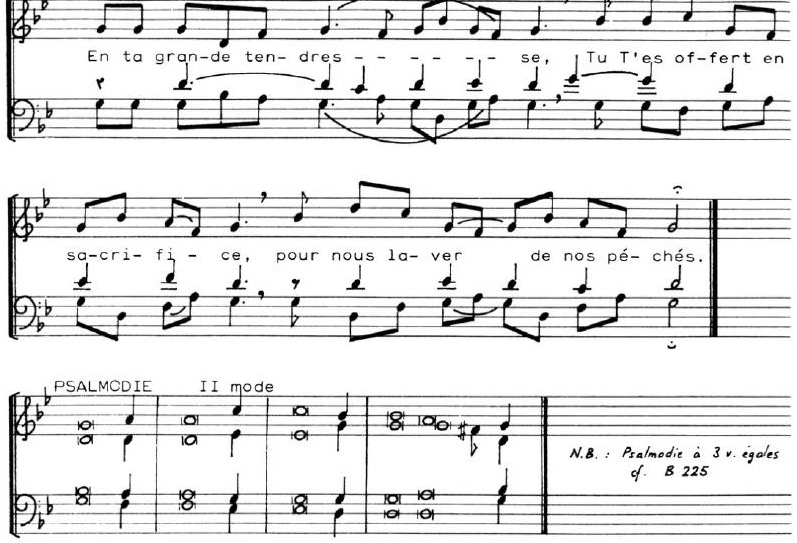 En ta gran-de ten- dres - - - - - - se, Tu T'es of-fert en
sa-cri- fi - ce, pour nous la- ver de nos pé- chés.
PSALMODIE II mode
N.B. : Psalmodie à 3 v. égales
cf. B 225